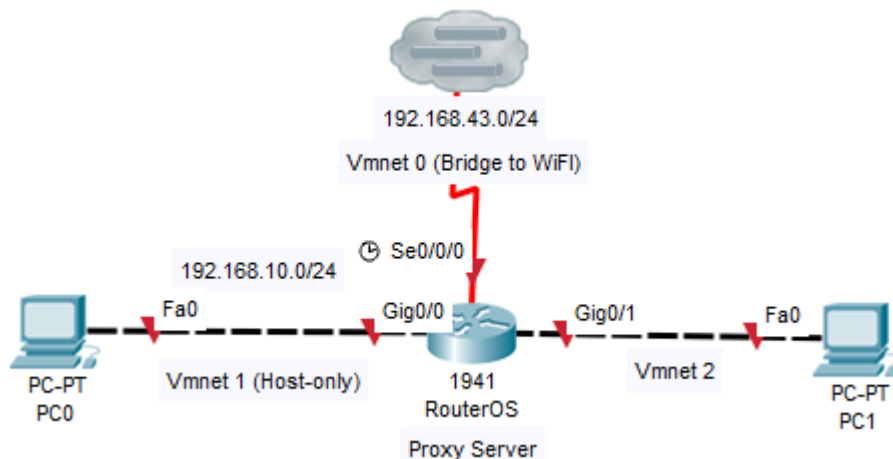 192.168.43.0/24
Vmnet 0 (Bridge to WiFI)
Se0/0/0
192.168.10.0/24
Fa0
Gig0/0
Gig0/1
Fa0
Vmnet 1 (Host-only)
Vmnet 2
PC-PT
PC0
1941
RouterOS
Proxy Server
PC-PT
PC1